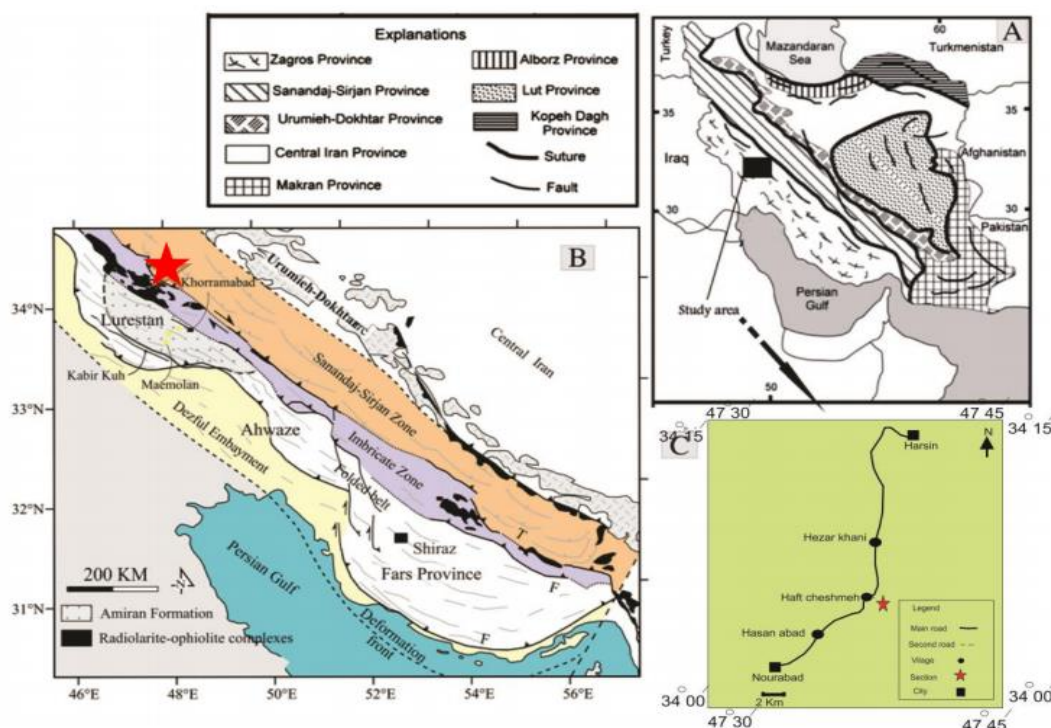 Explanations
Zagros Province
Sanandaj-Sirjan Province
Urumieh-Dokhtar Province
Central Iran Province
Makran Province
Alborz Province
Lut Province
Kopeh Dagh
Province
Suture
Fault
A
60
Turkey
Mazandaran
Sea
Turkmenistan
35
35
Iraq
Afghanistan
30
30
Pakistan
Persian
Gulf
Study area
50
B
34°N
33°N
32°N
31°N
Khorramabad
Lurestan
Kabir Kuh
Maemolan
Urumieh-Dokhtar
arc
Central Iran
Sanandaj-Sirjan Zone
Dezful Embayment
Ahwaze
Imbricate Zone
Folded-belt
Shiraz
Fars Province
T
F
F
Persian Gulf
Deformation
front
200 KM
N
Amiran Formation
Radiolarite-ophiolite complexes
46°E
48°E
50°E
52°E
54°E
56°E
47 30
47 45
34 15
34 15
C
N
Harsin
Hezar khani
Haft cheshmeh
Hasan abad
Nourabad
2 Km
Legend
Main road
Second road
Village
Section
City
34 00
34 00
47 30
47 45